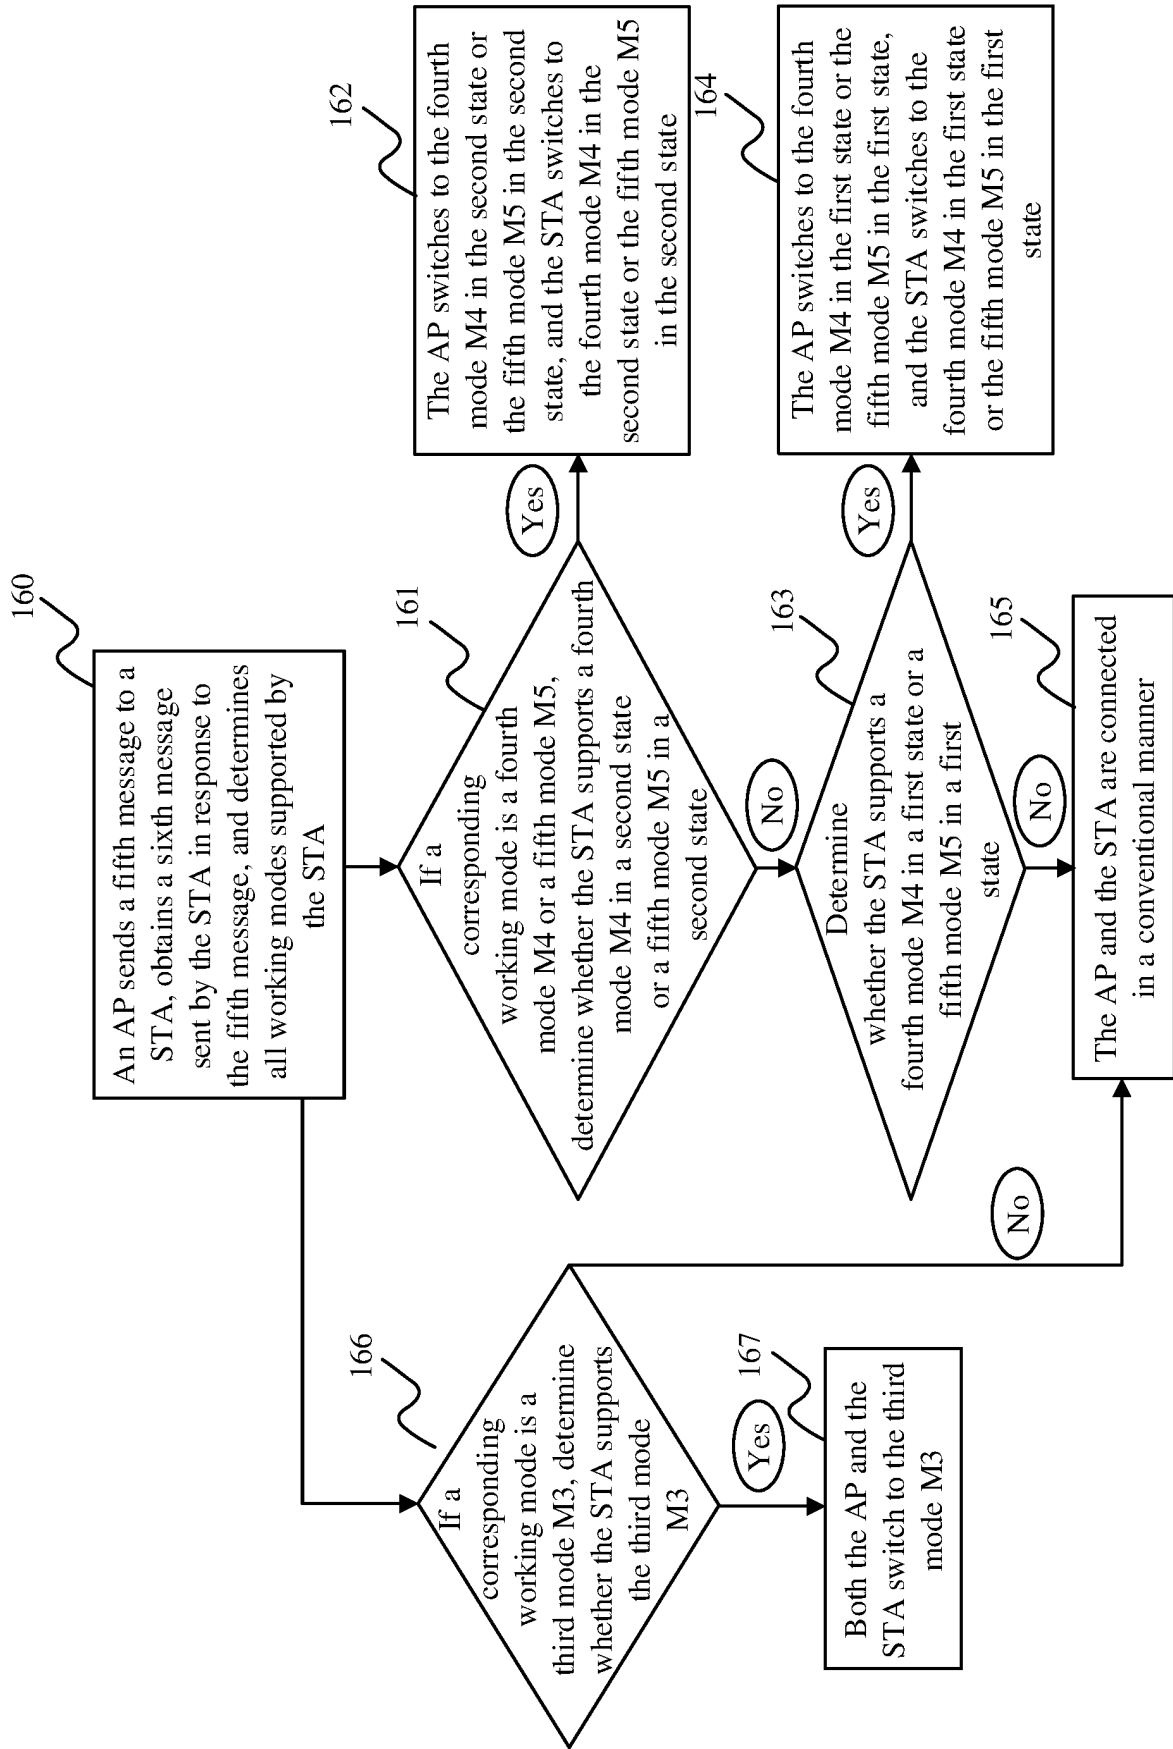 160
An AP sends a fifth message to a
STA, obtains a sixth message
sent by the STA in response to
the fifth message, and determines
all working modes supported by
the STA
161
If a
corresponding
working mode is a fourth
mode M4 or a fifth mode M5,
determine whether the STA supports a fourth
mode M4 in a second state
or a fifth mode M5 in a
second state
Yes
162
The AP switches to the fourth
mode M4 in the second state or
the fifth mode M5 in the second
state, and the STA switches to
the fourth mode M4 in the
second state or the fifth mode M5
in the second state
No
163
Determine
whether the STA supports a
fourth mode M4 in a first state or a
fifth mode M5 in a first
state
Yes
164
The AP switches to the fourth
mode M4 in the first state or the
fifth mode M5 in the first state,
and the STA switches to the
fourth mode M4 in the first state
or the fifth mode M5 in the first
state
No
165
The AP and the STA are connected
in a conventional manner
166
If a
corresponding
working mode is a
third mode M3, determine
whether the STA supports
the third mode
M3
No
Yes
167
Both the AP and the
STA switch to the third
mode M3